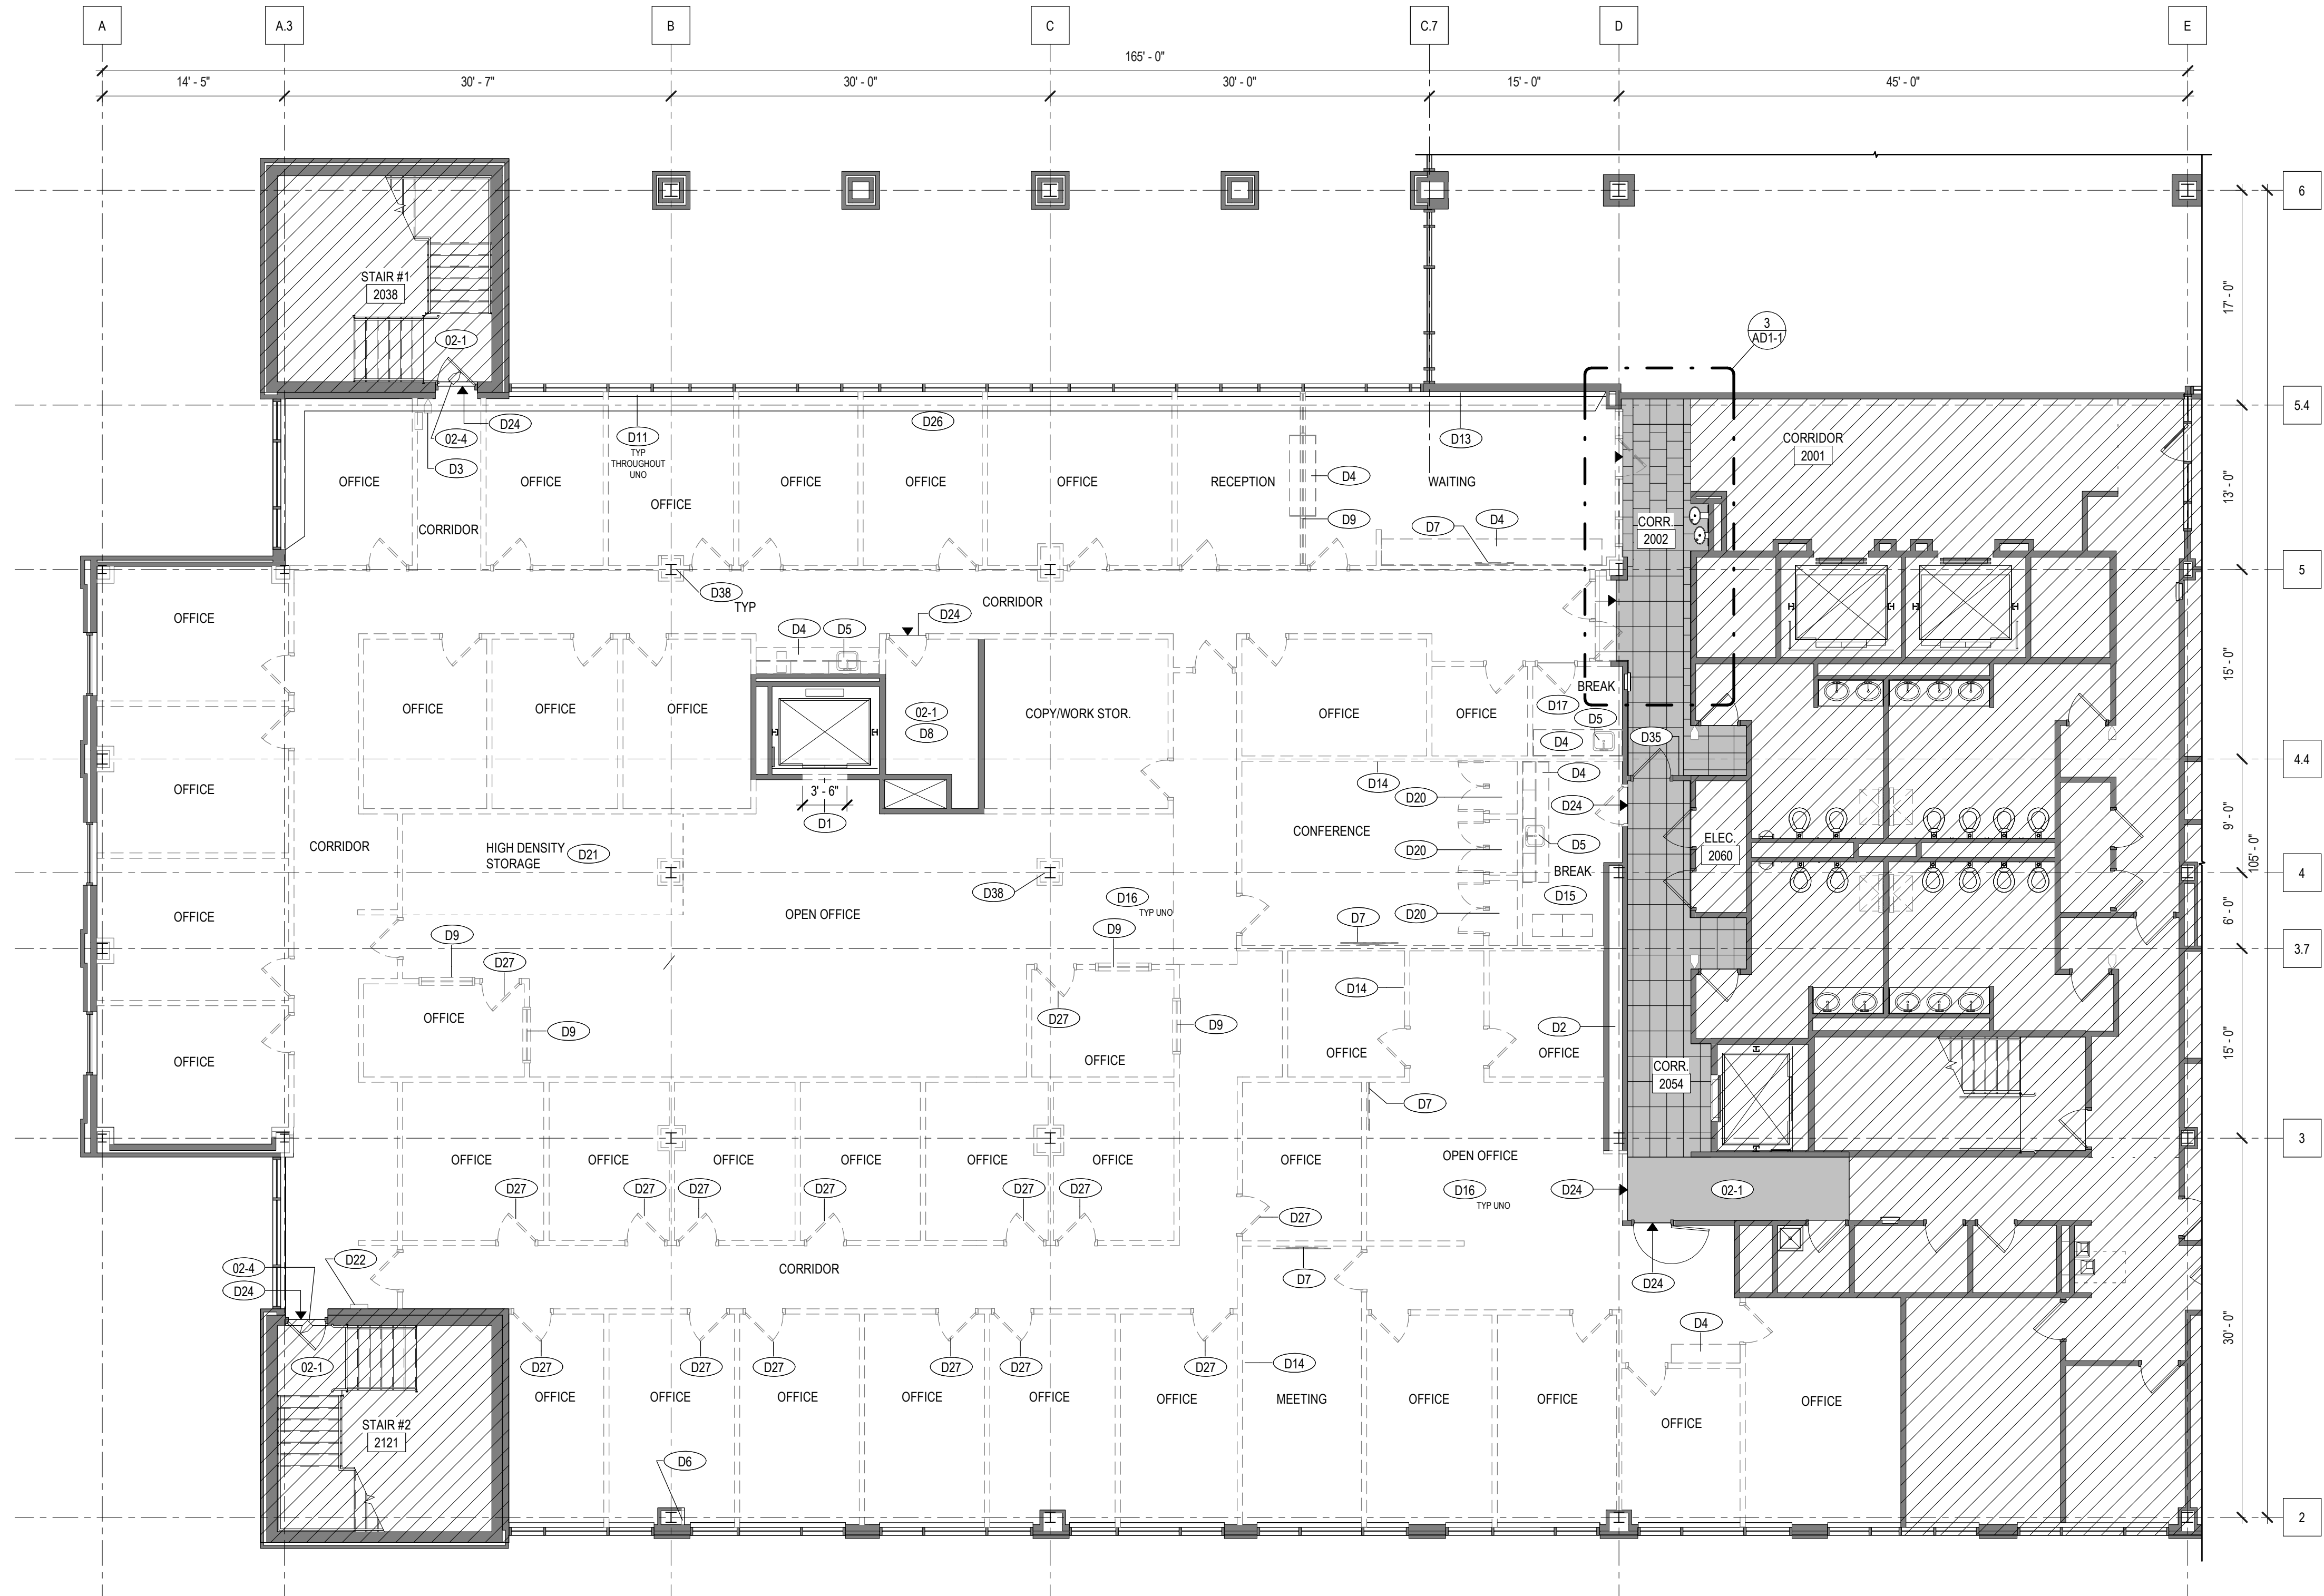 A
A.3
B
C
C.7
D
E
165' - 0"
14' - 5"
30' - 7"
30' - 0"
30' - 0"
15' - 0"
45' - 0"
6
17' - 0"
STAIR #1
2038
02-1
3
AD1-1
5.4
D24
02-4
D3
D11
TYP
THROUGHOUT
UNO
D26
D13
CORRIDOR
2001
OFFICE
OFFICE
OFFICE
OFFICE
OFFICE
OFFICE
RECEPTION
D4
WAITING
13' - 0"
CORRIDOR
D9
D7
D4
CORR.
2002
5
D38
TYP
CORRIDOR
D24
OFFICE
D4
D5
15' - 0"
OFFICE
OFFICE
OFFICE
02-1
D8
COPY/WORK STOR.
OFFICE
OFFICE
BREAK
D17
D5
D4
D35
4.4
OFFICE
3' - 6"
D1
D14
D4
D20
D24
CONFERENCE
D5
9' - 0"
105' - 0"
CORRIDOR
HIGH DENSITY
STORAGE
D21
D20
BREAK
D15
ELEC.
2060
4
D38
D16
TYP UNO
OPEN OFFICE
OFFICE
D7
D20
6' - 0"
D9
D27
D9
3.7
OFFICE
D9
D27
D9
D14
D2
OFFICE
OFFICE
OFFICE
OFFICE
15' - 0"
CORR.
2054
D7
3
OFFICE
OFFICE
OFFICE
OFFICE
OFFICE
OFFICE
OFFICE
OPEN OFFICE
D27
D27
D27
D27
D27
D27
D27
D16
TYP UNO
D24
02-1
02-4
D24
D22
CORRIDOR
D7
D24
30' - 0"
02-1
D27
D27
D27
D27
D27
D27
D14
D4
OFFICE
OFFICE
OFFICE
OFFICE
OFFICE
OFFICE
MEETING
OFFICE
OFFICE
OFFICE
OFFICE
STAIR #2
2121
D6
2